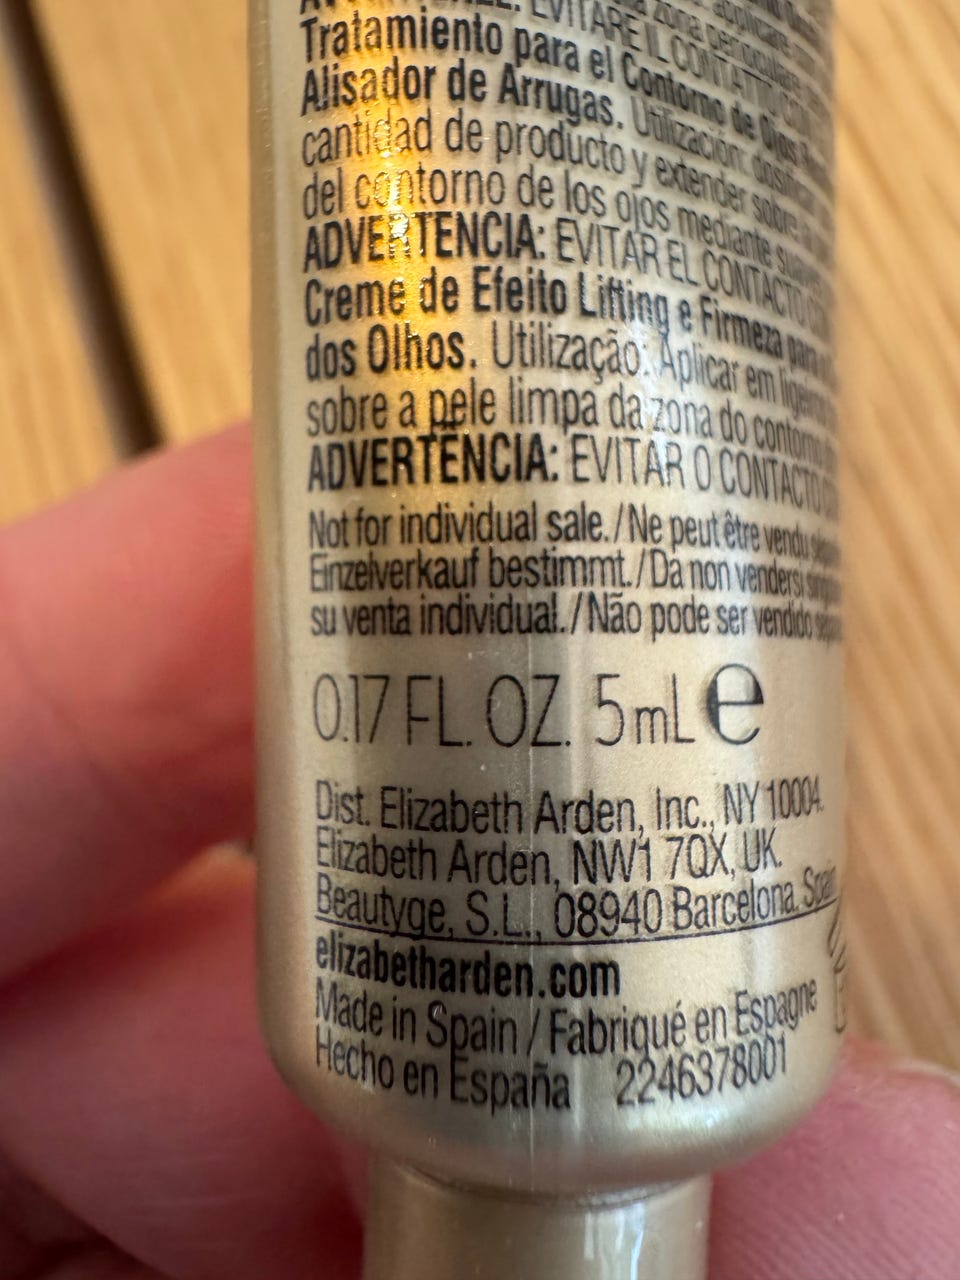 EVITARE IL CONTATTO
Tratamiento para el Contorno de Ojos
Alisador de Arrugas. Utilización:
cantidad de producto y extender sobre
del contorno de los ojos mediante
ADVERTENCIA: EVITAR EL CONTACTO
Creme de Efeito Lifting e Firmeza para
dos Olhos. Utilização: Aplicar em
sobre a pele limpa da zona do contorno
ADVERTÊNCIA: EVITAR O CONTACTO
Not for individual sale./Ne peut être vendu
Einzelverkauf bestimmt./Da non vendersi
su venta individual./Não pode ser vendido
0.17 FL. OZ. 5 mL e
Dist. Elizabeth Arden, Inc., NY 10004.
Elizabeth Arden, NW1 7QX, UK.
Beautyge, S.L., 08940 Barcelona, Spain
elizabetharden.com
Made in Spain / Fabriqué en Espagne
Hecho en España 2246378001